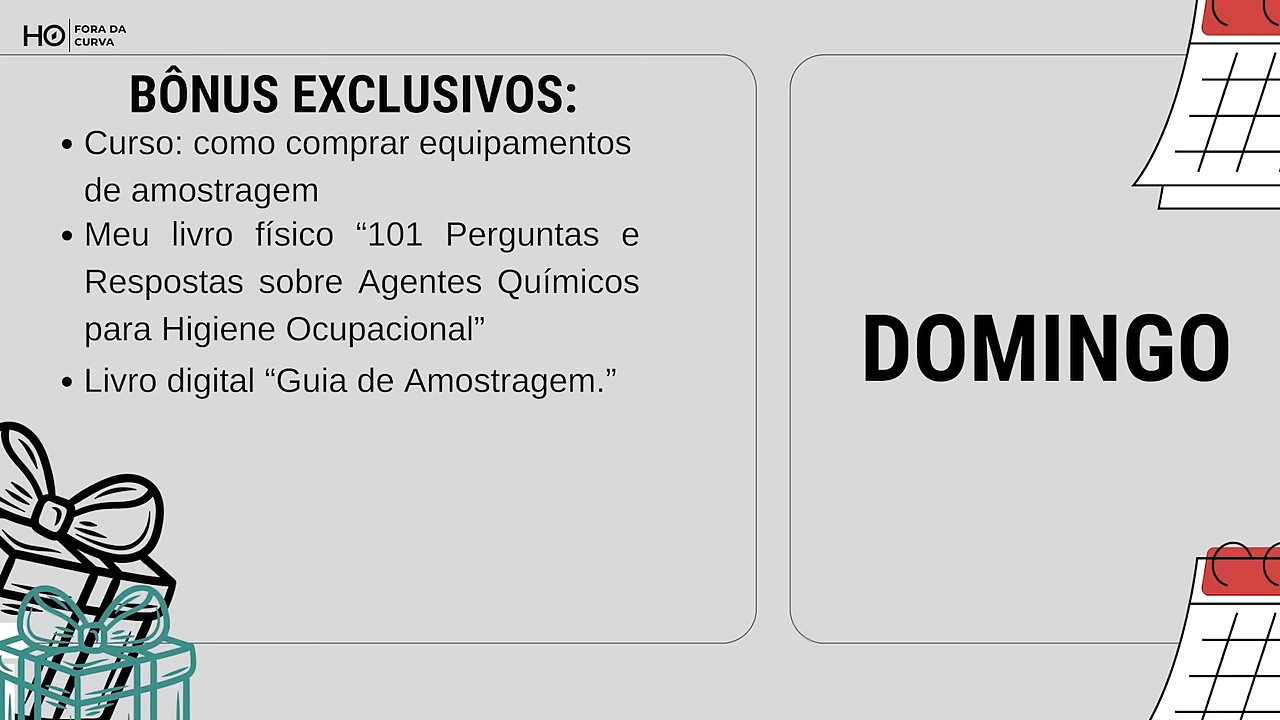 HO FORA DA
CURVA
BÔNUS EXCLUSIVOS:
• Curso: como comprar equipamentos
de amostragem
• Meu livro físico “101 Perguntas e
Respostas sobre Agentes Químicos
para Higiene Ocupacional”
• Livro digital “Guia de Amostragem.”
DOMINGO